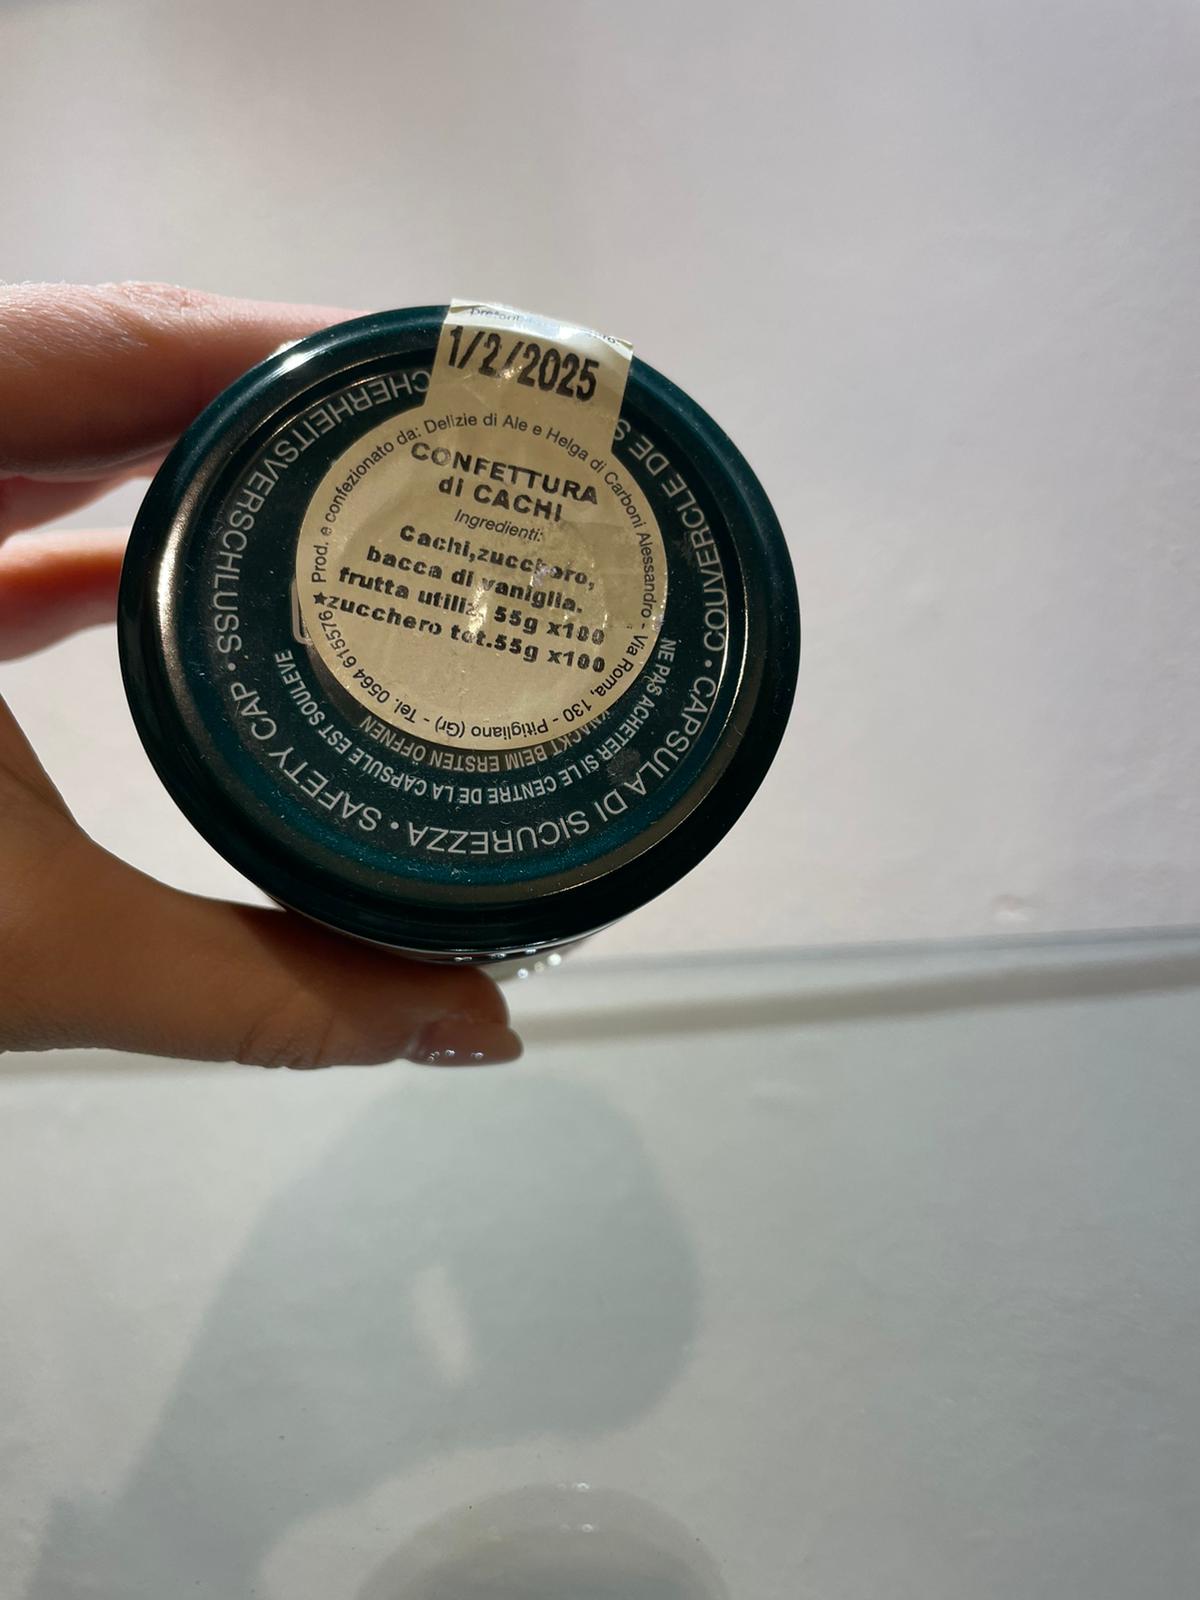 1/2/2025
Prod. e confezionato da: Delizie di Ale e Helga di Carboni Alessandro - Via Roma, 130 - Pitigliano (Gr) - Tel. 0564 615576 ★
CONFETTURA
di CACHI
Ingredienti:
Cachi,zucchero,
bacca di vaniglia.
frutta utiliz. 55g x100
zucchero tot.55g x100
CAPSULA DI SICUREZZA • SAFETY CAP •
COUVERCLE DE S
CHERHEITSVERSCHLUSS •
NE PAS ACHETER SI LE CENTRE DE LA CAPSULE EST SOULEVE
KNACKT BEIM ERSTEN ÖFFNEN